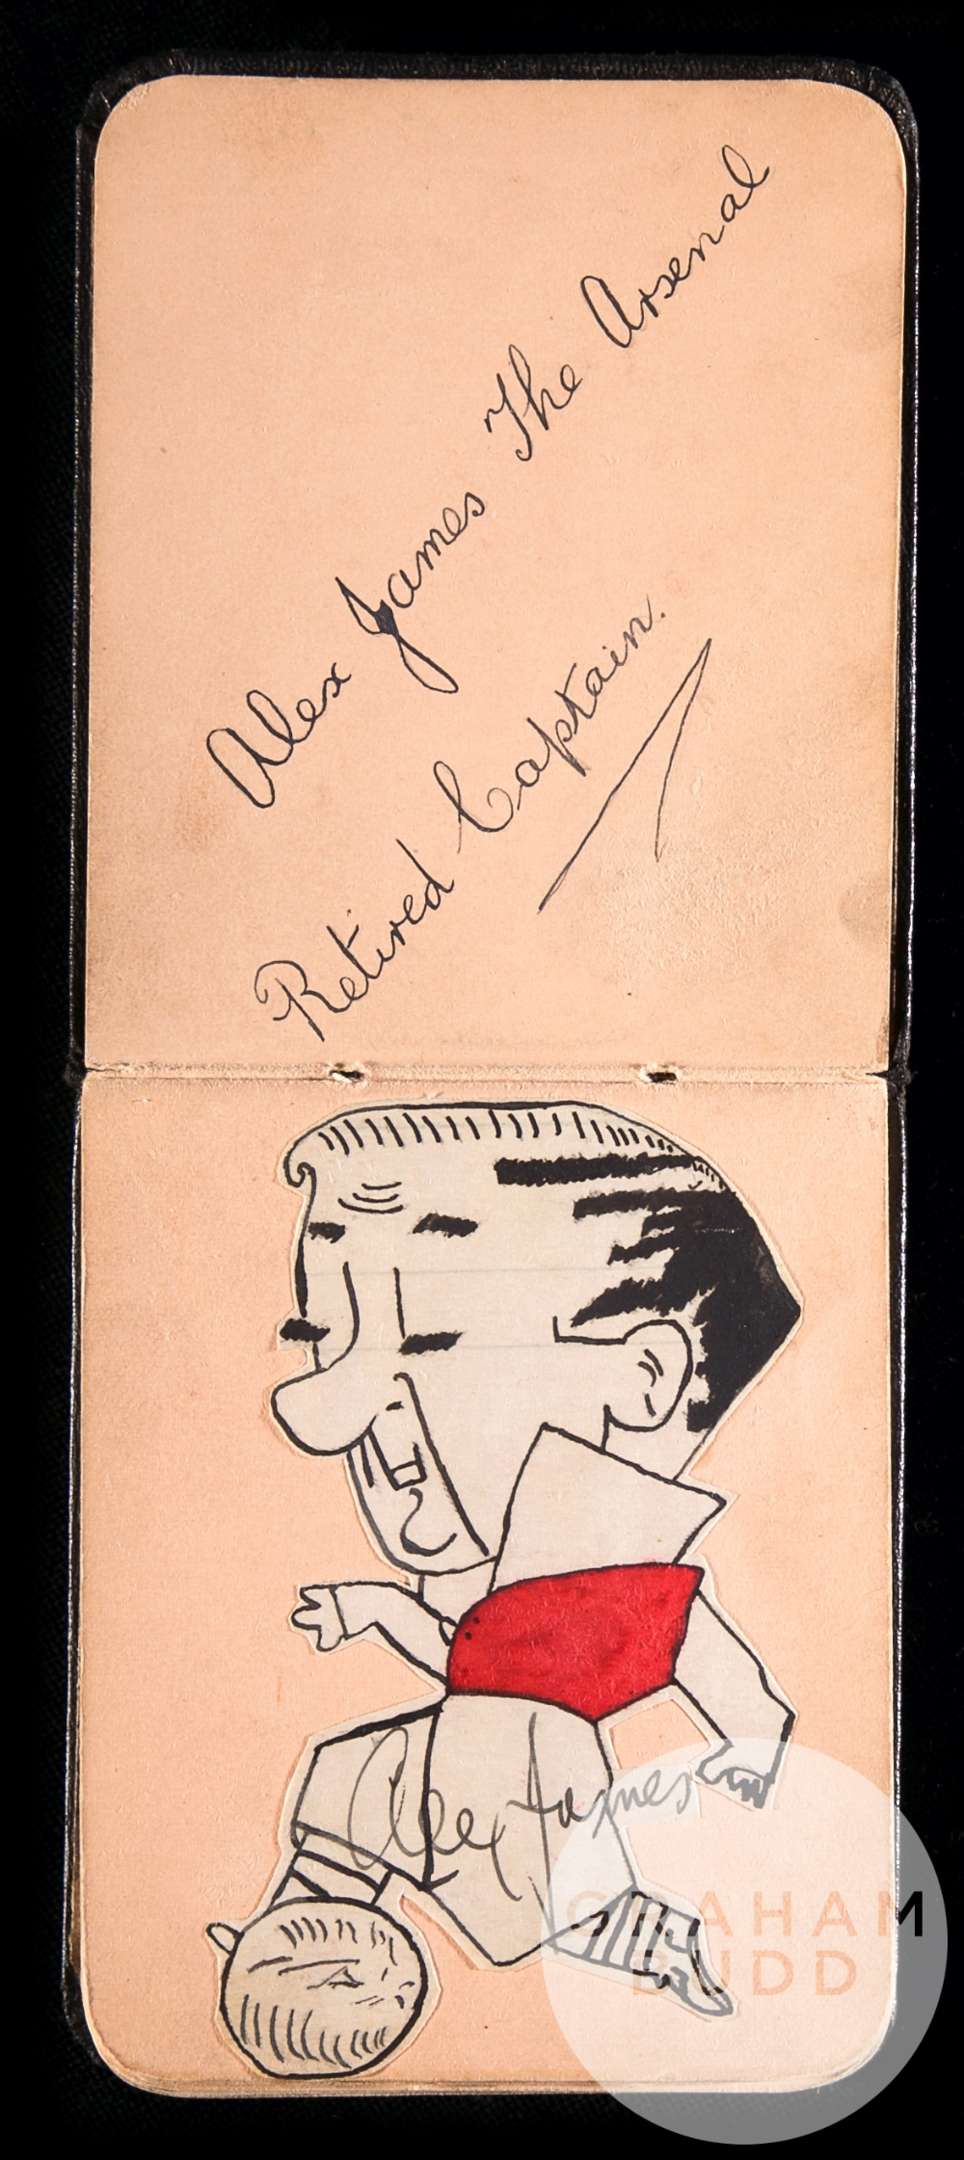 Alex James The Arsenal
Retired Captain.
Alex James
GRAHAM
BUDD